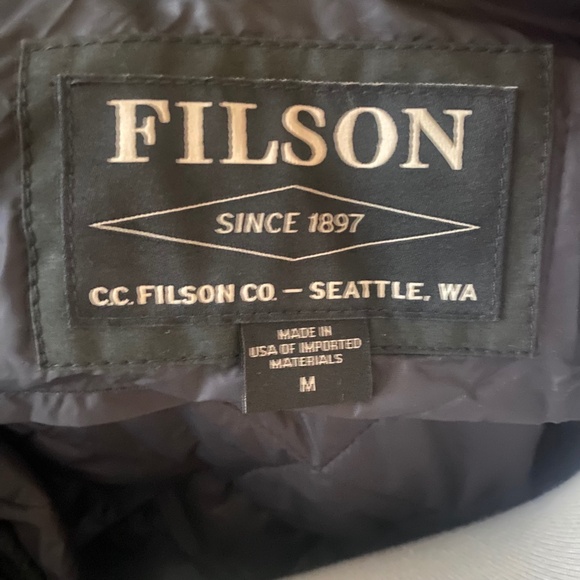 FILSON
SINCE 1897
C.C. FILSON CO. – SEATTLE, WA
MADE IN
USA OF IMPORTED
MATERIALS
M